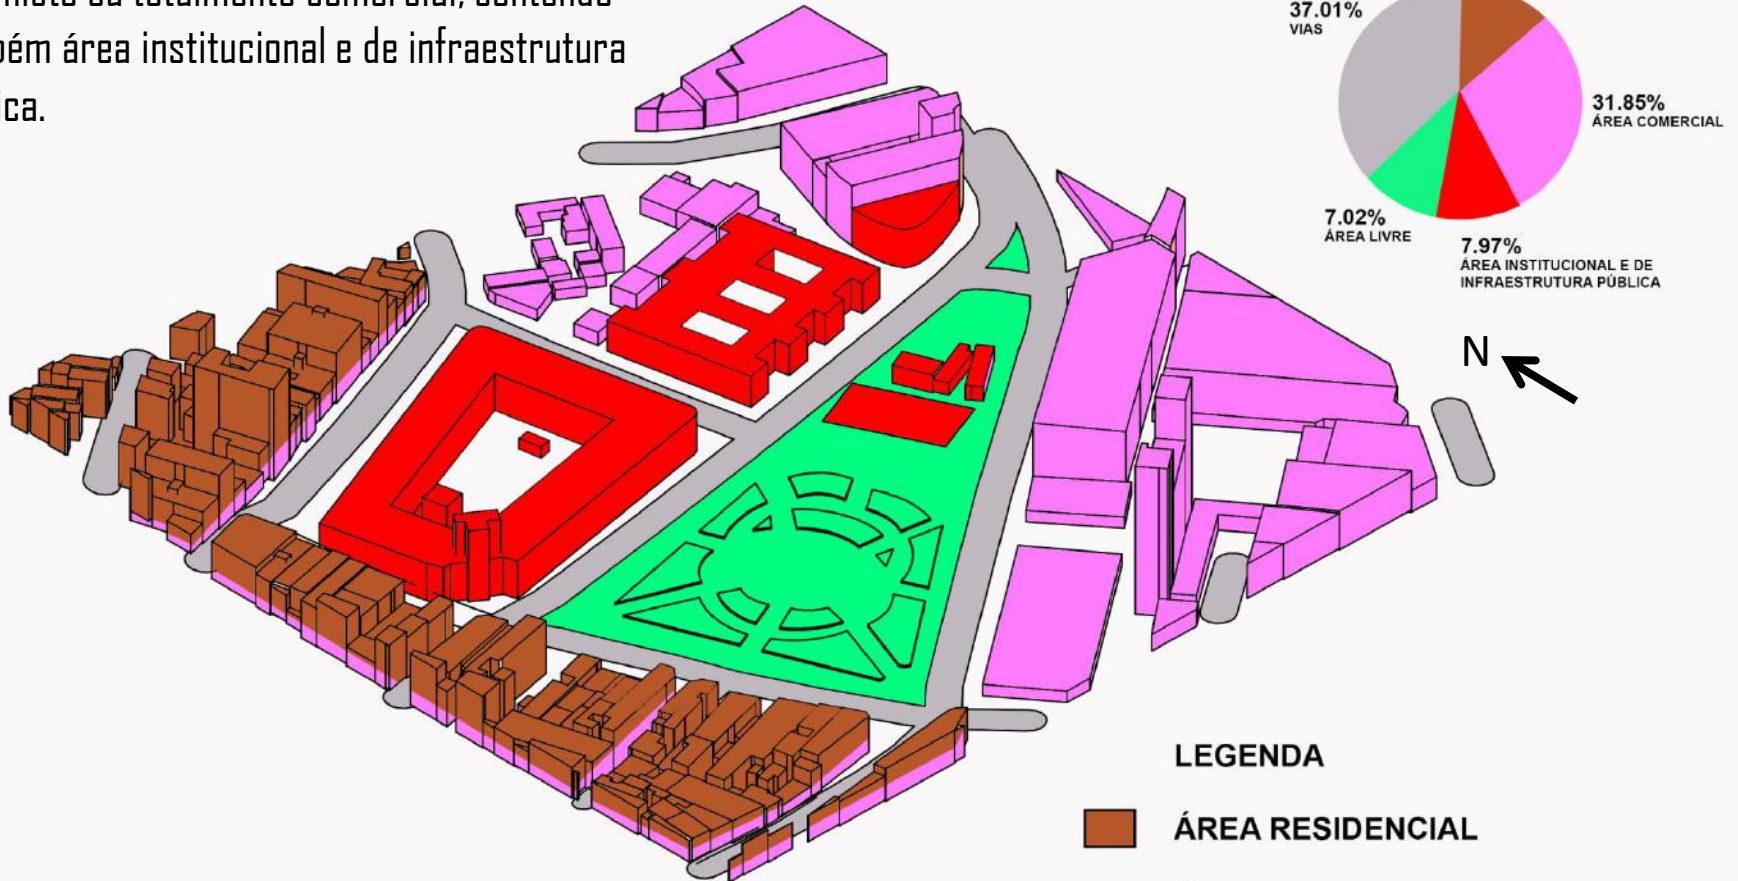 bém área institucional e de infraestrutura
ica.
37.01%
VIAS
31.85%
ÁREA COMERCIAL
7.02%
ÁREA LIVRE
7.97%
ÁREA INSTITUCIONAL E DE
INFRAESTRUTURA PÚBLICA
N
LEGENDA
ÁREA RESIDENCIAL